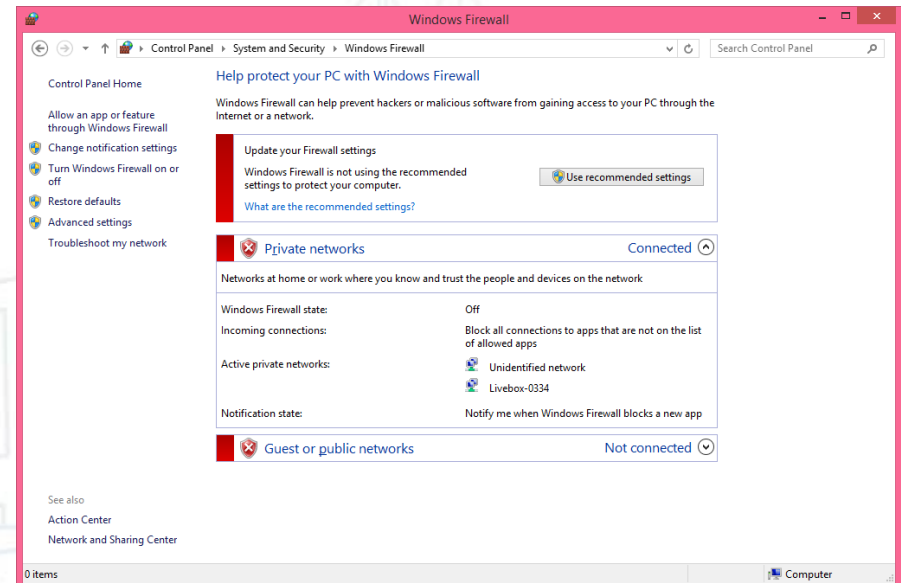 Windows Firewall
Control Panel
System and Security
Windows Firewall
Search Control Panel
Control Panel Home
Allow an app or feature
through Windows Firewall
Change notification settings
Turn Windows Firewall on or
off
Restore defaults
Advanced settings
Troubleshoot my network
Help protect your PC with Windows Firewall
Windows Firewall can help prevent hackers or malicious software from gaining access to your PC through the
Internet or a network.
Update your Firewall settings
Windows Firewall is not using the recommended
settings to protect your computer.
Use recommended settings
What are the recommended settings?
Private networks
Connected
Networks at home or work where you know and trust the people and devices on the network
Windows Firewall state:
Off
Incoming connections:
Block all connections to apps that are not on the list
of allowed apps
Active private networks:
Unidentified network
Livebox-0334
Notification state:
Notify me when Windows Firewall blocks a new app
Guest or public networks
Not connected
See also
Action Center
Network and Sharing Center
0 items
Computer